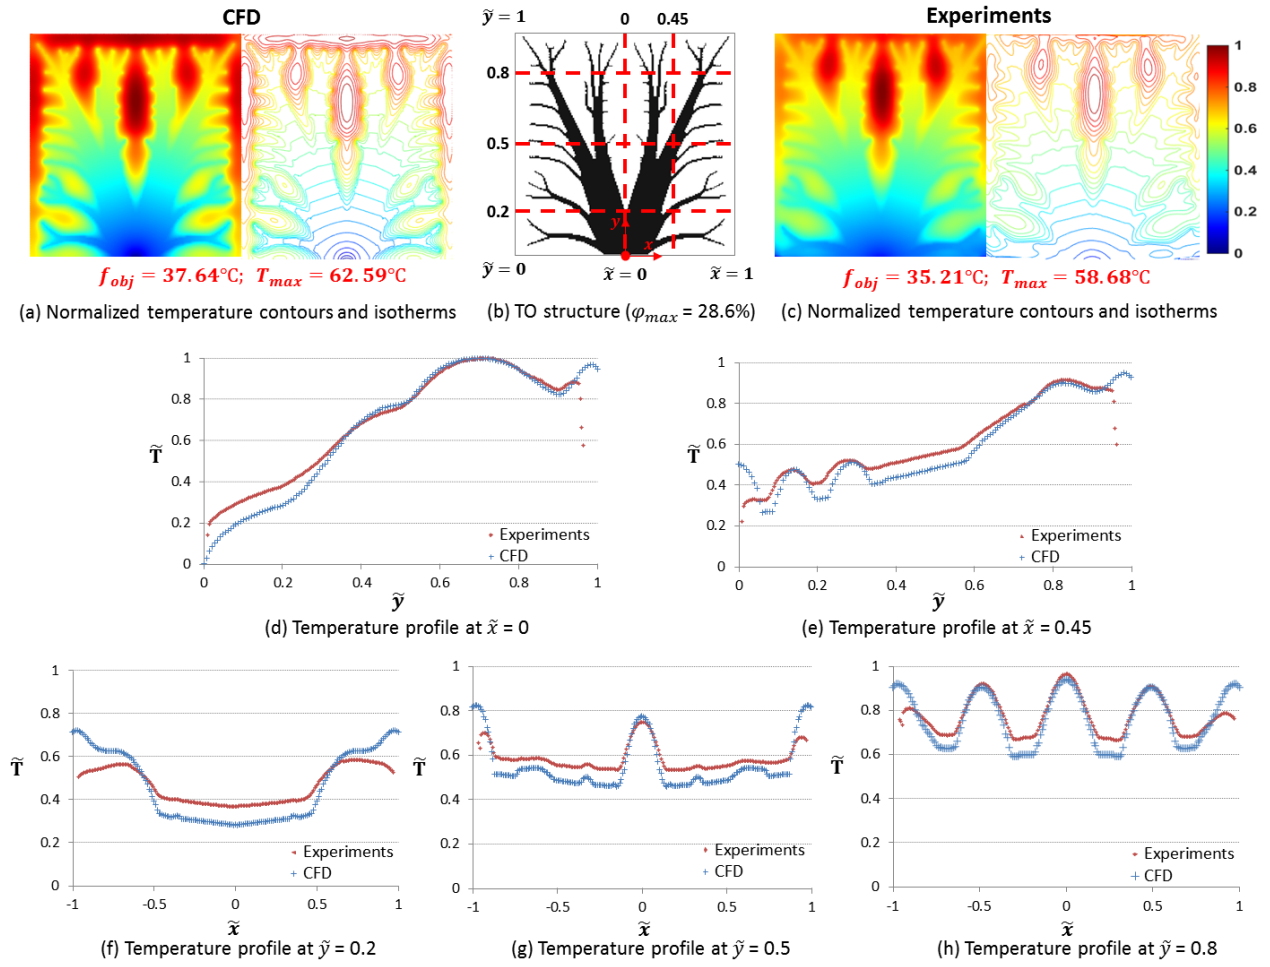 CFD
ỹ = 1
0
0.45
Experiments
0.8
0.5
0.2
y
x
ỹ = 0
x̃ = 0
x̃ = 1
1
0.8
0.6
0.4
0.2
0
f_obj = 37.64°C; T_max = 62.59°C
f_obj = 35.21°C; T_max = 58.68°C
(a) Normalized temperature contours and isotherms
(b) TO structure (φ_max = 28.6%)
(c) Normalized temperature contours and isotherms
1
0.8
0.6
0.4
0.2
0
T̃
0
0.2
0.4
0.6
0.8
1
ỹ
Experiments
CFD
(d) Temperature profile at x̃ = 0
1
0.8
0.6
0.4
0.2
0
T̃
0
0.2
0.4
0.6
0.8
1
ỹ
Experiments
CFD
(e) Temperature profile at x̃ = 0.45
1
0.8
0.6
0.4
0.2
0
T̃
-1
-0.5
0
0.5
1
x̃
Experiments
CFD
(f) Temperature profile at ỹ = 0.2
1
0.8
0.6
0.4
0.2
0
T̃
-1
-0.5
0
0.5
1
x̃
Experiments
CFD
(g) Temperature profile at ỹ = 0.5
1
0.8
0.6
0.4
0.2
0
T̃
-1
-0.5
0
0.5
1
x̃
Experiments
CFD
(h) Temperature profile at ỹ = 0.8